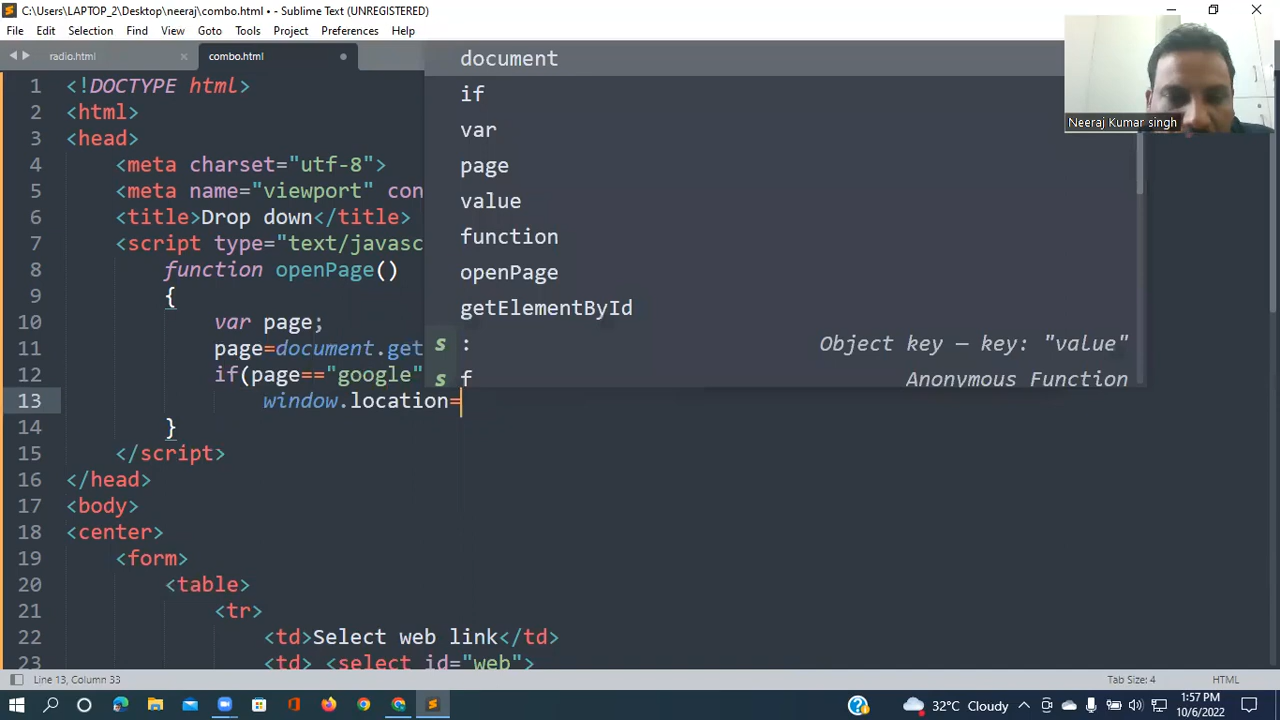 C:\Users\LAPTOP_2\Desktop\neeraj\combo.html • - Sublime Text (UNREGISTERED)
File Edit Selection Find View Goto Tools Project Preferences Help
radio.html combo.html
1 <!DOCTYPE html>
2 <html>
3 <head>
4 <meta charset="utf-8">
5 <meta name="viewport" con
6 <title>Drop down</title>
7 <script type="text/javasc
8 function openPage()
9 {
10 var page;
11 page=document.get
12 if(page=="google"
13 window.location=
14 }
15 </script>
16 </head>
17 <body>
18 <center>
19 <form>
20 <table>
21 <tr>
22 <td>Select web link</td>
23 <td> <select id="web">
document
if
var
page
value
function
openPage
getElementById
s : Object key — key: "value"
s f Anonymous Function
Neeraj Kumar singh
Line 13, Column 33 Tab Size: 4 HTML
32°C Cloudy 1:57 PM
10/6/2022